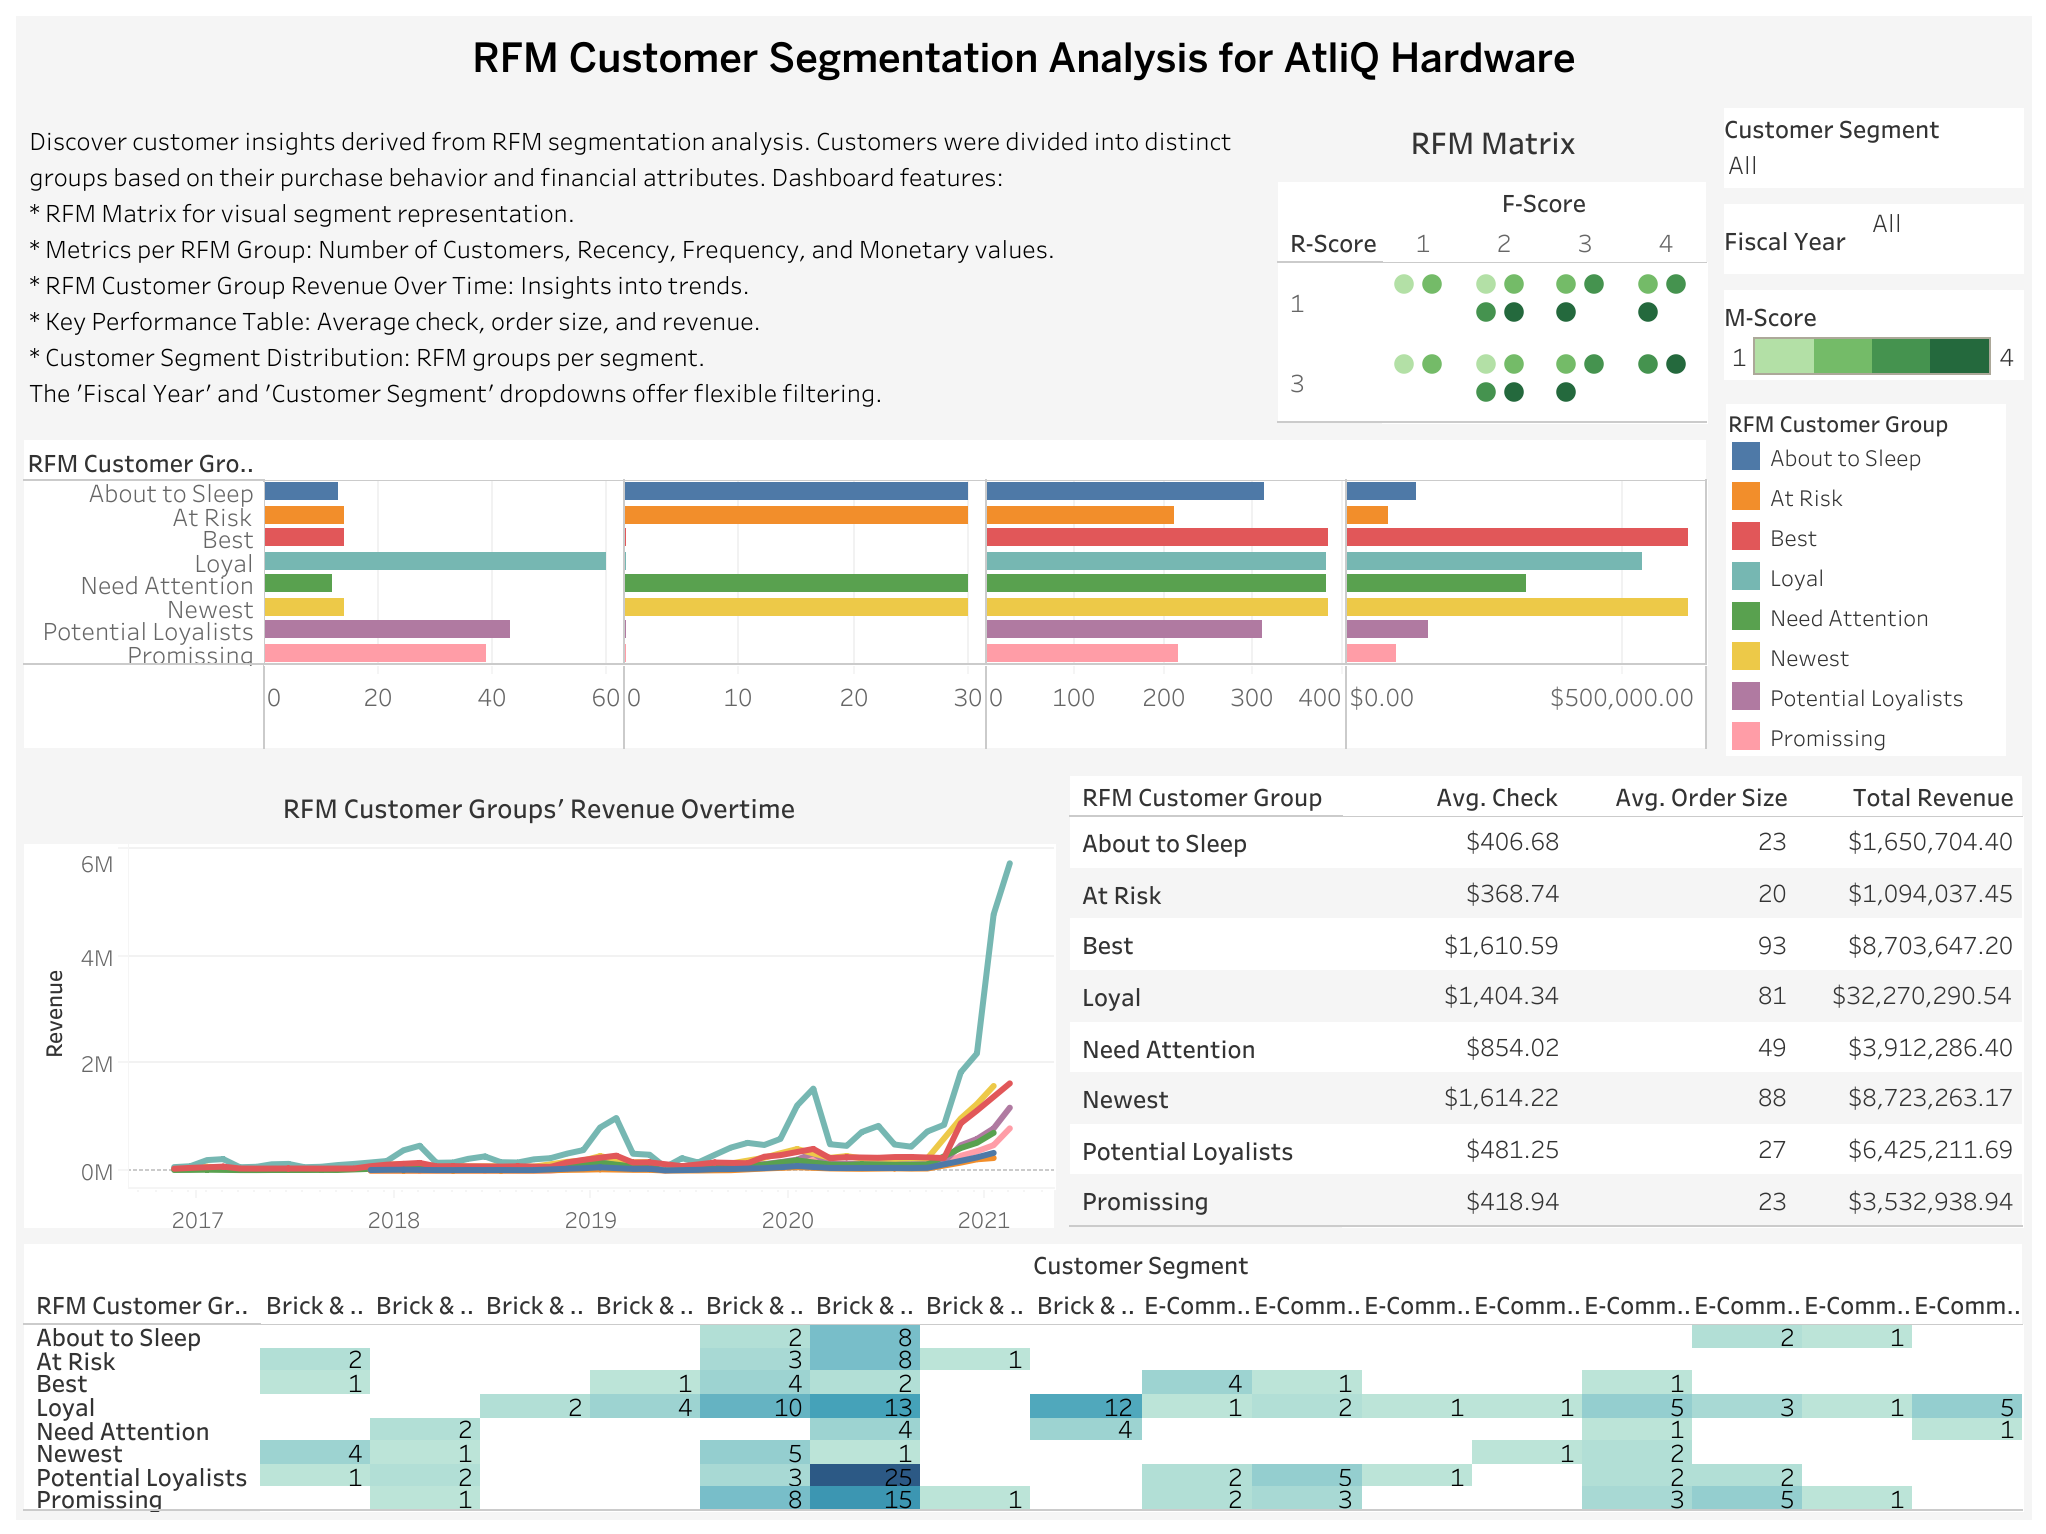 RFM Customer Segmentation Analysis for AtliQ Hardware
Discover customer insights derived from RFM segmentation analysis. Customers were divided into distinct
groups based on their purchase behavior and financial attributes. Dashboard features:
* RFM Matrix for visual segment representation.
* Metrics per RFM Group: Number of Customers, Recency, Frequency, and Monetary values.
* RFM Customer Group Revenue Over Time: Insights into trends.
* Key Performance Table: Average check, order size, and revenue.
* Customer Segment Distribution: RFM groups per segment.
The 'Fiscal Year' and 'Customer Segment' dropdowns offer flexible filtering.
RFM Matrix
F-Score
R-Score 1 2 3 4
1
3
Customer Segment
All
Fiscal Year All
M-Score
1 4
RFM Customer Group
About to Sleep
At Risk
Best
Loyal
Need Attention
Newest
Potential Loyalists
Promissing
RFM Customer Gro..
About to Sleep
At Risk
Best
Loyal
Need Attention
Newest
Potential Loyalists
Promissing
0 20 40 60 0 10 20 30 0 100 200 300 400 $0.00 $500,000.00
RFM Customer Groups' Revenue Overtime
Revenue
6M
4M
2M
0M
2017 2018 2019 2020 2021
RFM Customer Group Avg. Check Avg. Order Size Total Revenue
About to Sleep $406.68 23 $1,650,704.40
At Risk $368.74 20 $1,094,037.45
Best $1,610.59 93 $8,703,647.20
Loyal $1,404.34 81 $32,270,290.54
Need Attention $854.02 49 $3,912,286.40
Newest $1,614.22 88 $8,723,263.17
Potential Loyalists $481.25 27 $6,425,211.69
Promissing $418.94 23 $3,532,938.94
Customer Segment
RFM Customer Gr.. Brick & .. Brick & .. Brick & .. Brick & .. Brick & .. Brick & .. Brick & .. Brick & .. E-Comm.. E-Comm.. E-Comm.. E-Comm.. E-Comm.. E-Comm.. E-Comm.. E-Comm..
About to Sleep 2 8 2 1
At Risk 2 3 8 1
Best 1 1 4 2 4 1 1
Loyal 2 4 10 13 12 1 2 1 1 5 3 1 5
Need Attention 2 4 4 1 1
Newest 4 1 5 1 1 2
Potential Loyalists 1 2 3 25 2 5 1 2 2
Promissing 1 8 15 1 2 3 3 5 1